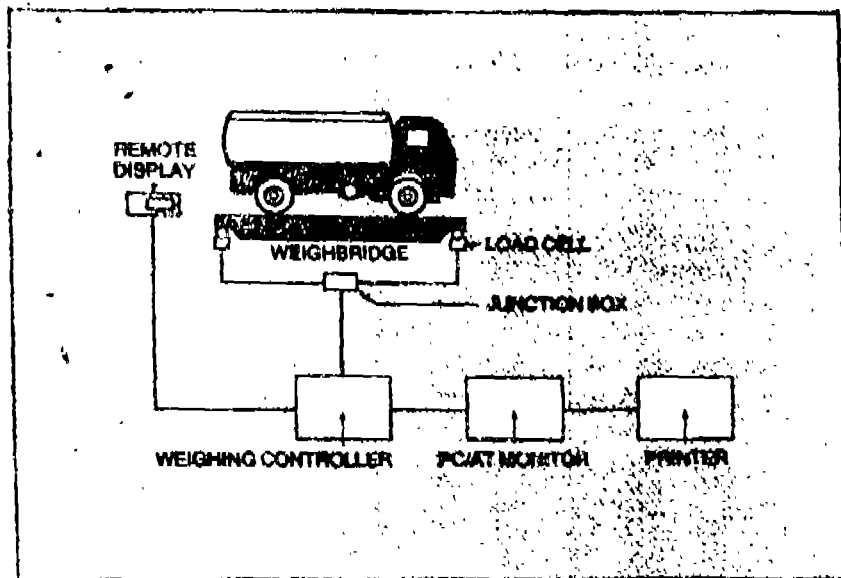 REMOTE
DISPLAY
WEIGHBRIDGE
LOAD CELL
JUNCTION BOX
WEIGHING CONTROLLER
PC/AT MONITOR
PRINTER